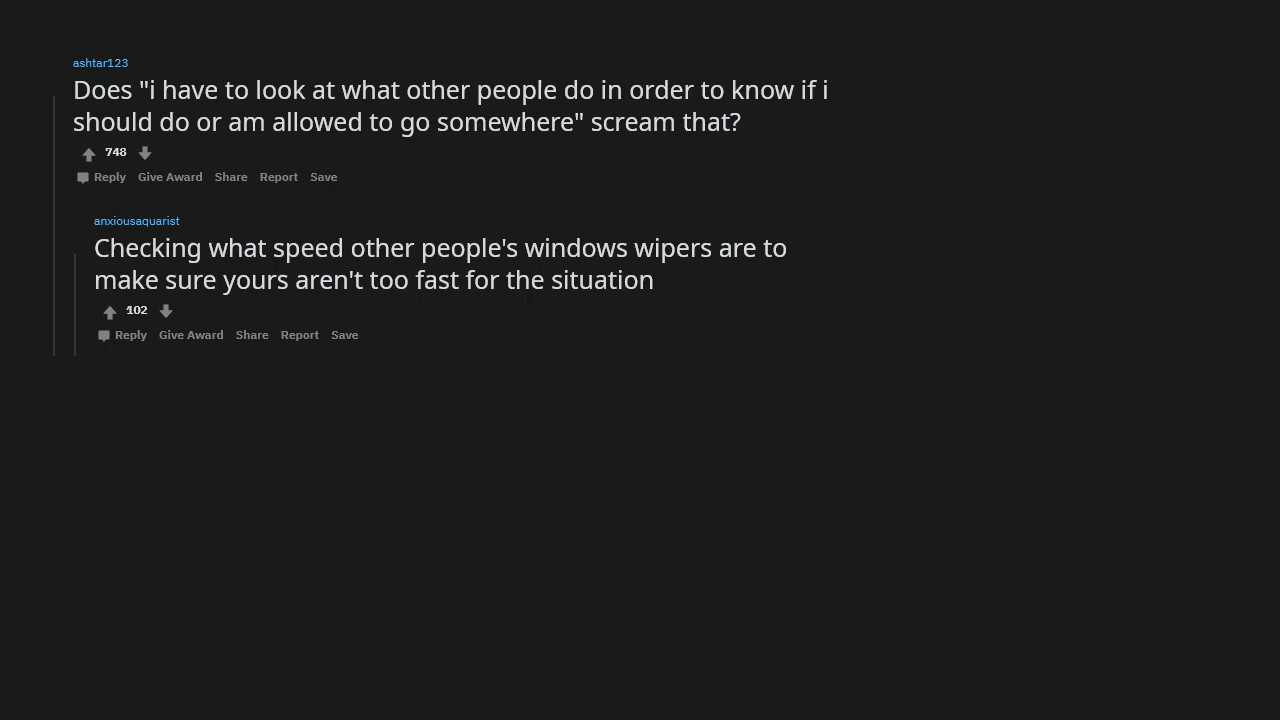 ashtar123
Does "i have to look at what other people do in order to know if i
should do or am allowed to go somewhere" scream that?
748
Reply Give Award Share Report Save
anxiousaquarist
Checking what speed other people's windows wipers are to
make sure yours aren't too fast for the situation
102
Reply Give Award Share Report Save